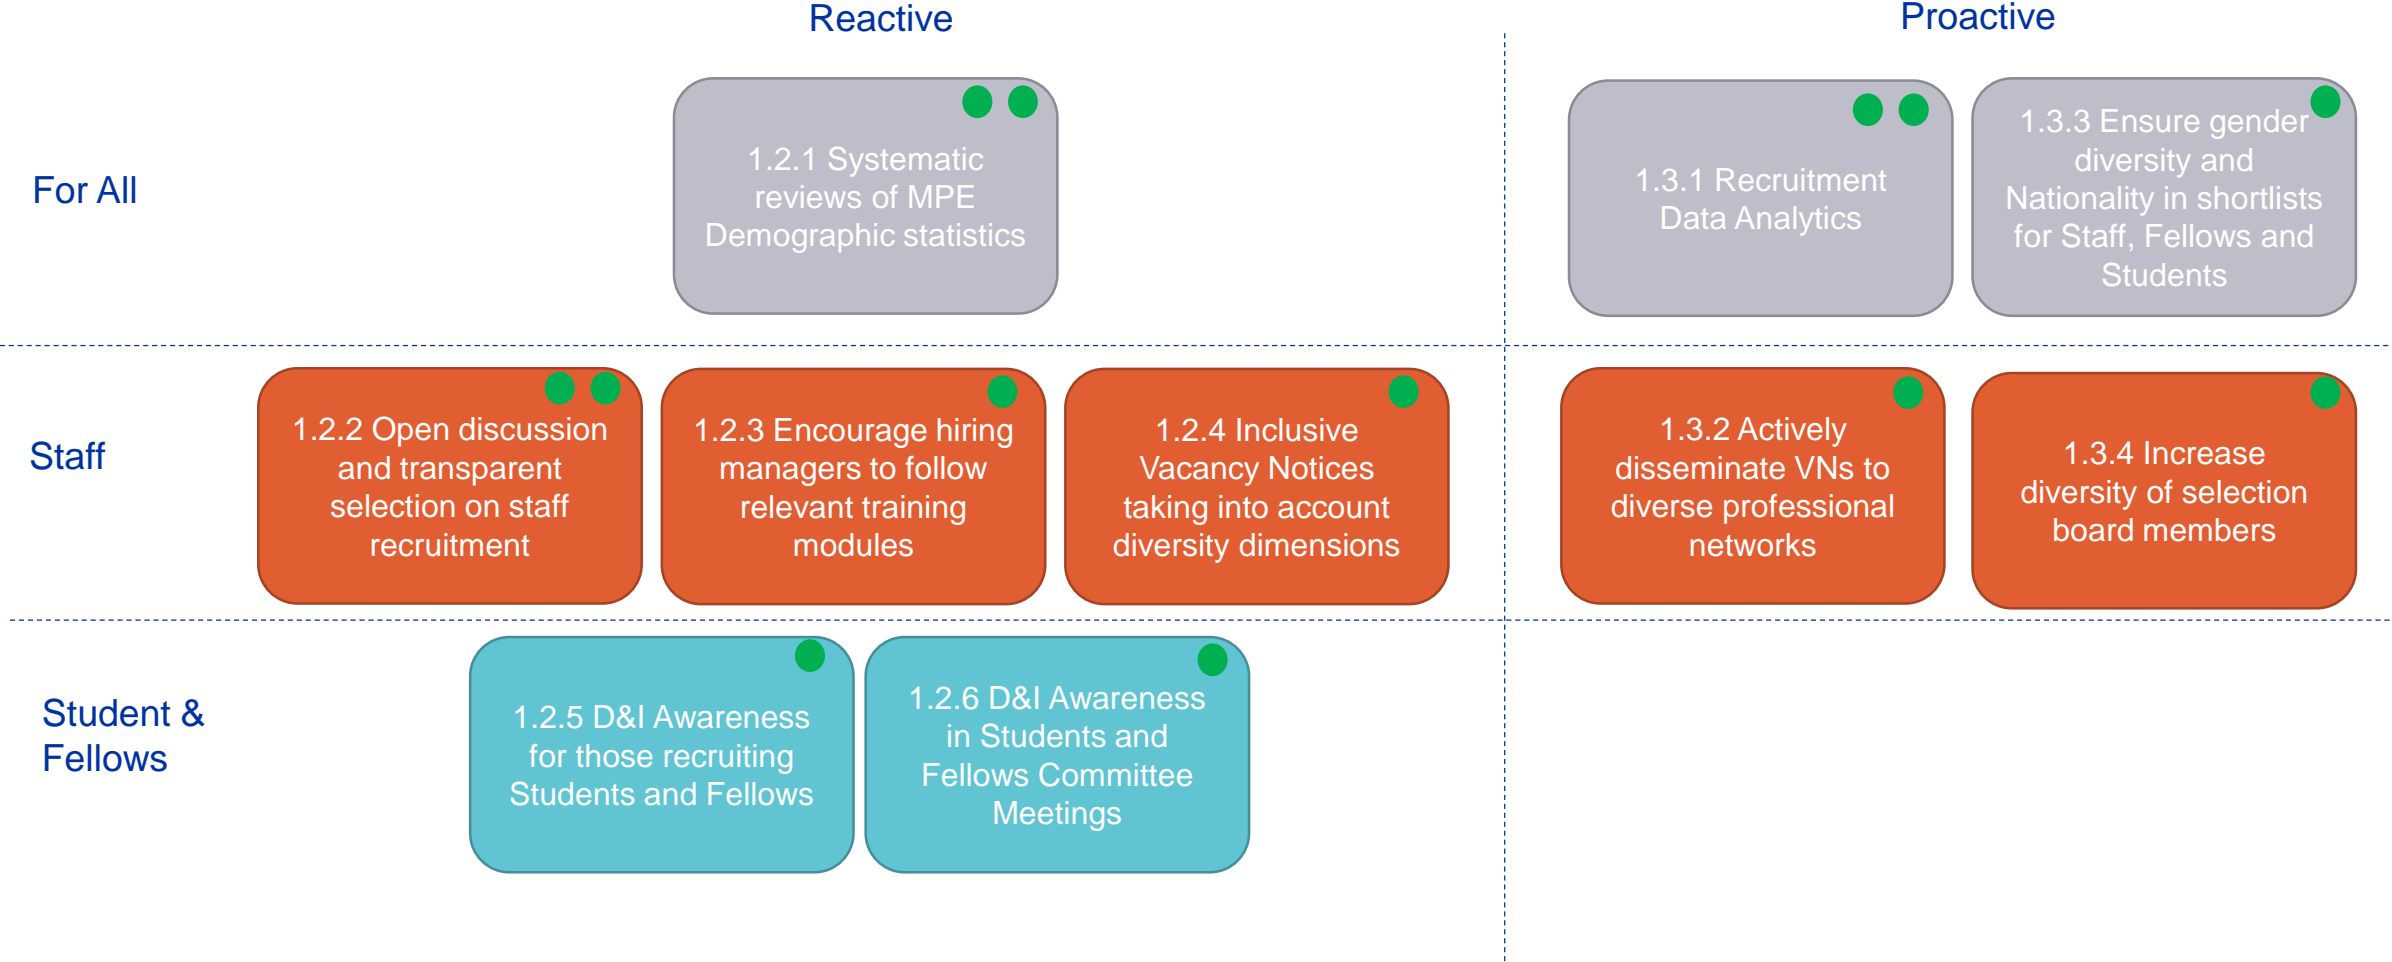 Reactive
Proactive
For All
1.2.1 Systematic
reviews of MPE
Demographic statistics
1.3.1 Recruitment
Data Analytics
1.3.3 Ensure gender
diversity and
Nationality in shortlists
for Staff, Fellows and
Students
Staff
1.2.2 Open discussion
and transparent
selection on staff
recruitment
1.2.3 Encourage hiring
managers to follow
relevant training
modules
1.2.4 Inclusive
Vacancy Notices
taking into account
diversity dimensions
1.3.2 Actively
disseminate VNs to
diverse professional
networks
1.3.4 Increase
diversity of selection
board members
Student &
Fellows
1.2.5 D&I Awareness
for those recruiting
Students and Fellows
1.2.6 D&I Awareness
in Students and
Fellows Committee
Meetings